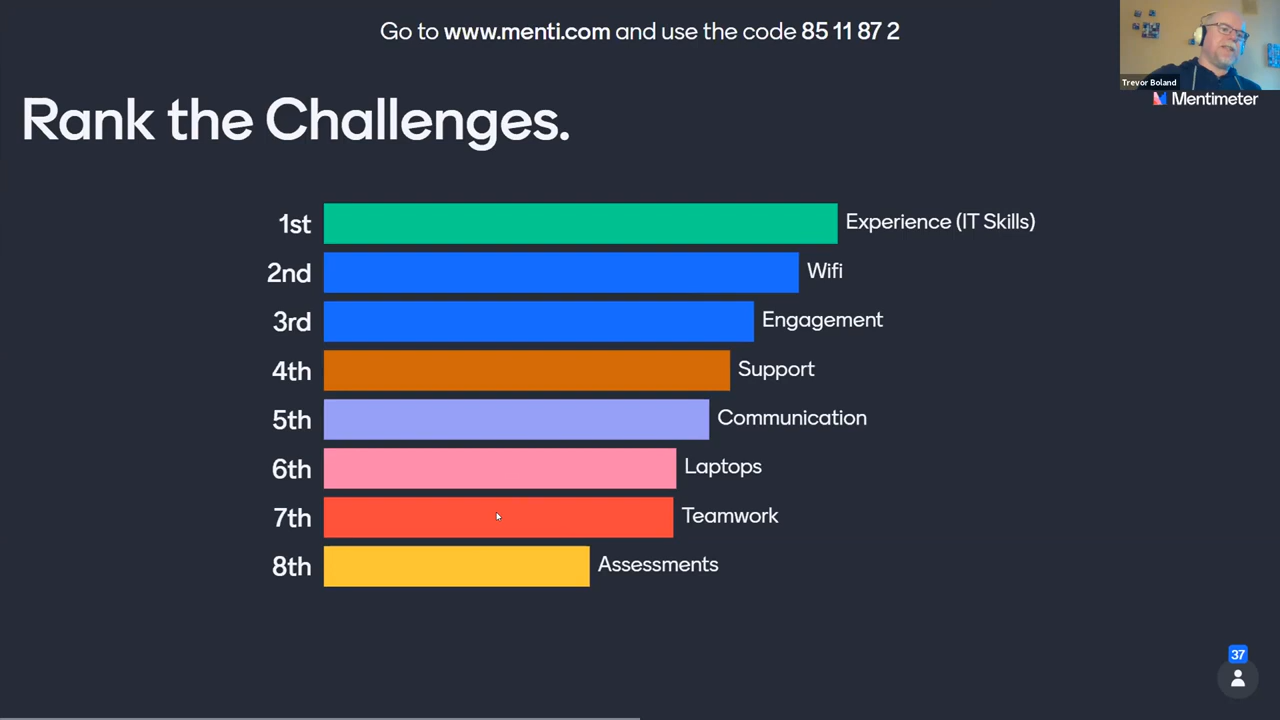 Go to www.menti.com and use the code 85 11 87 2
Trevor Boland
Mentimeter
Rank the Challenges.
1st Experience (IT Skills)
2nd Wifi
3rd Engagement
4th Support
5th Communication
6th Laptops
7th Teamwork
8th Assessments
37